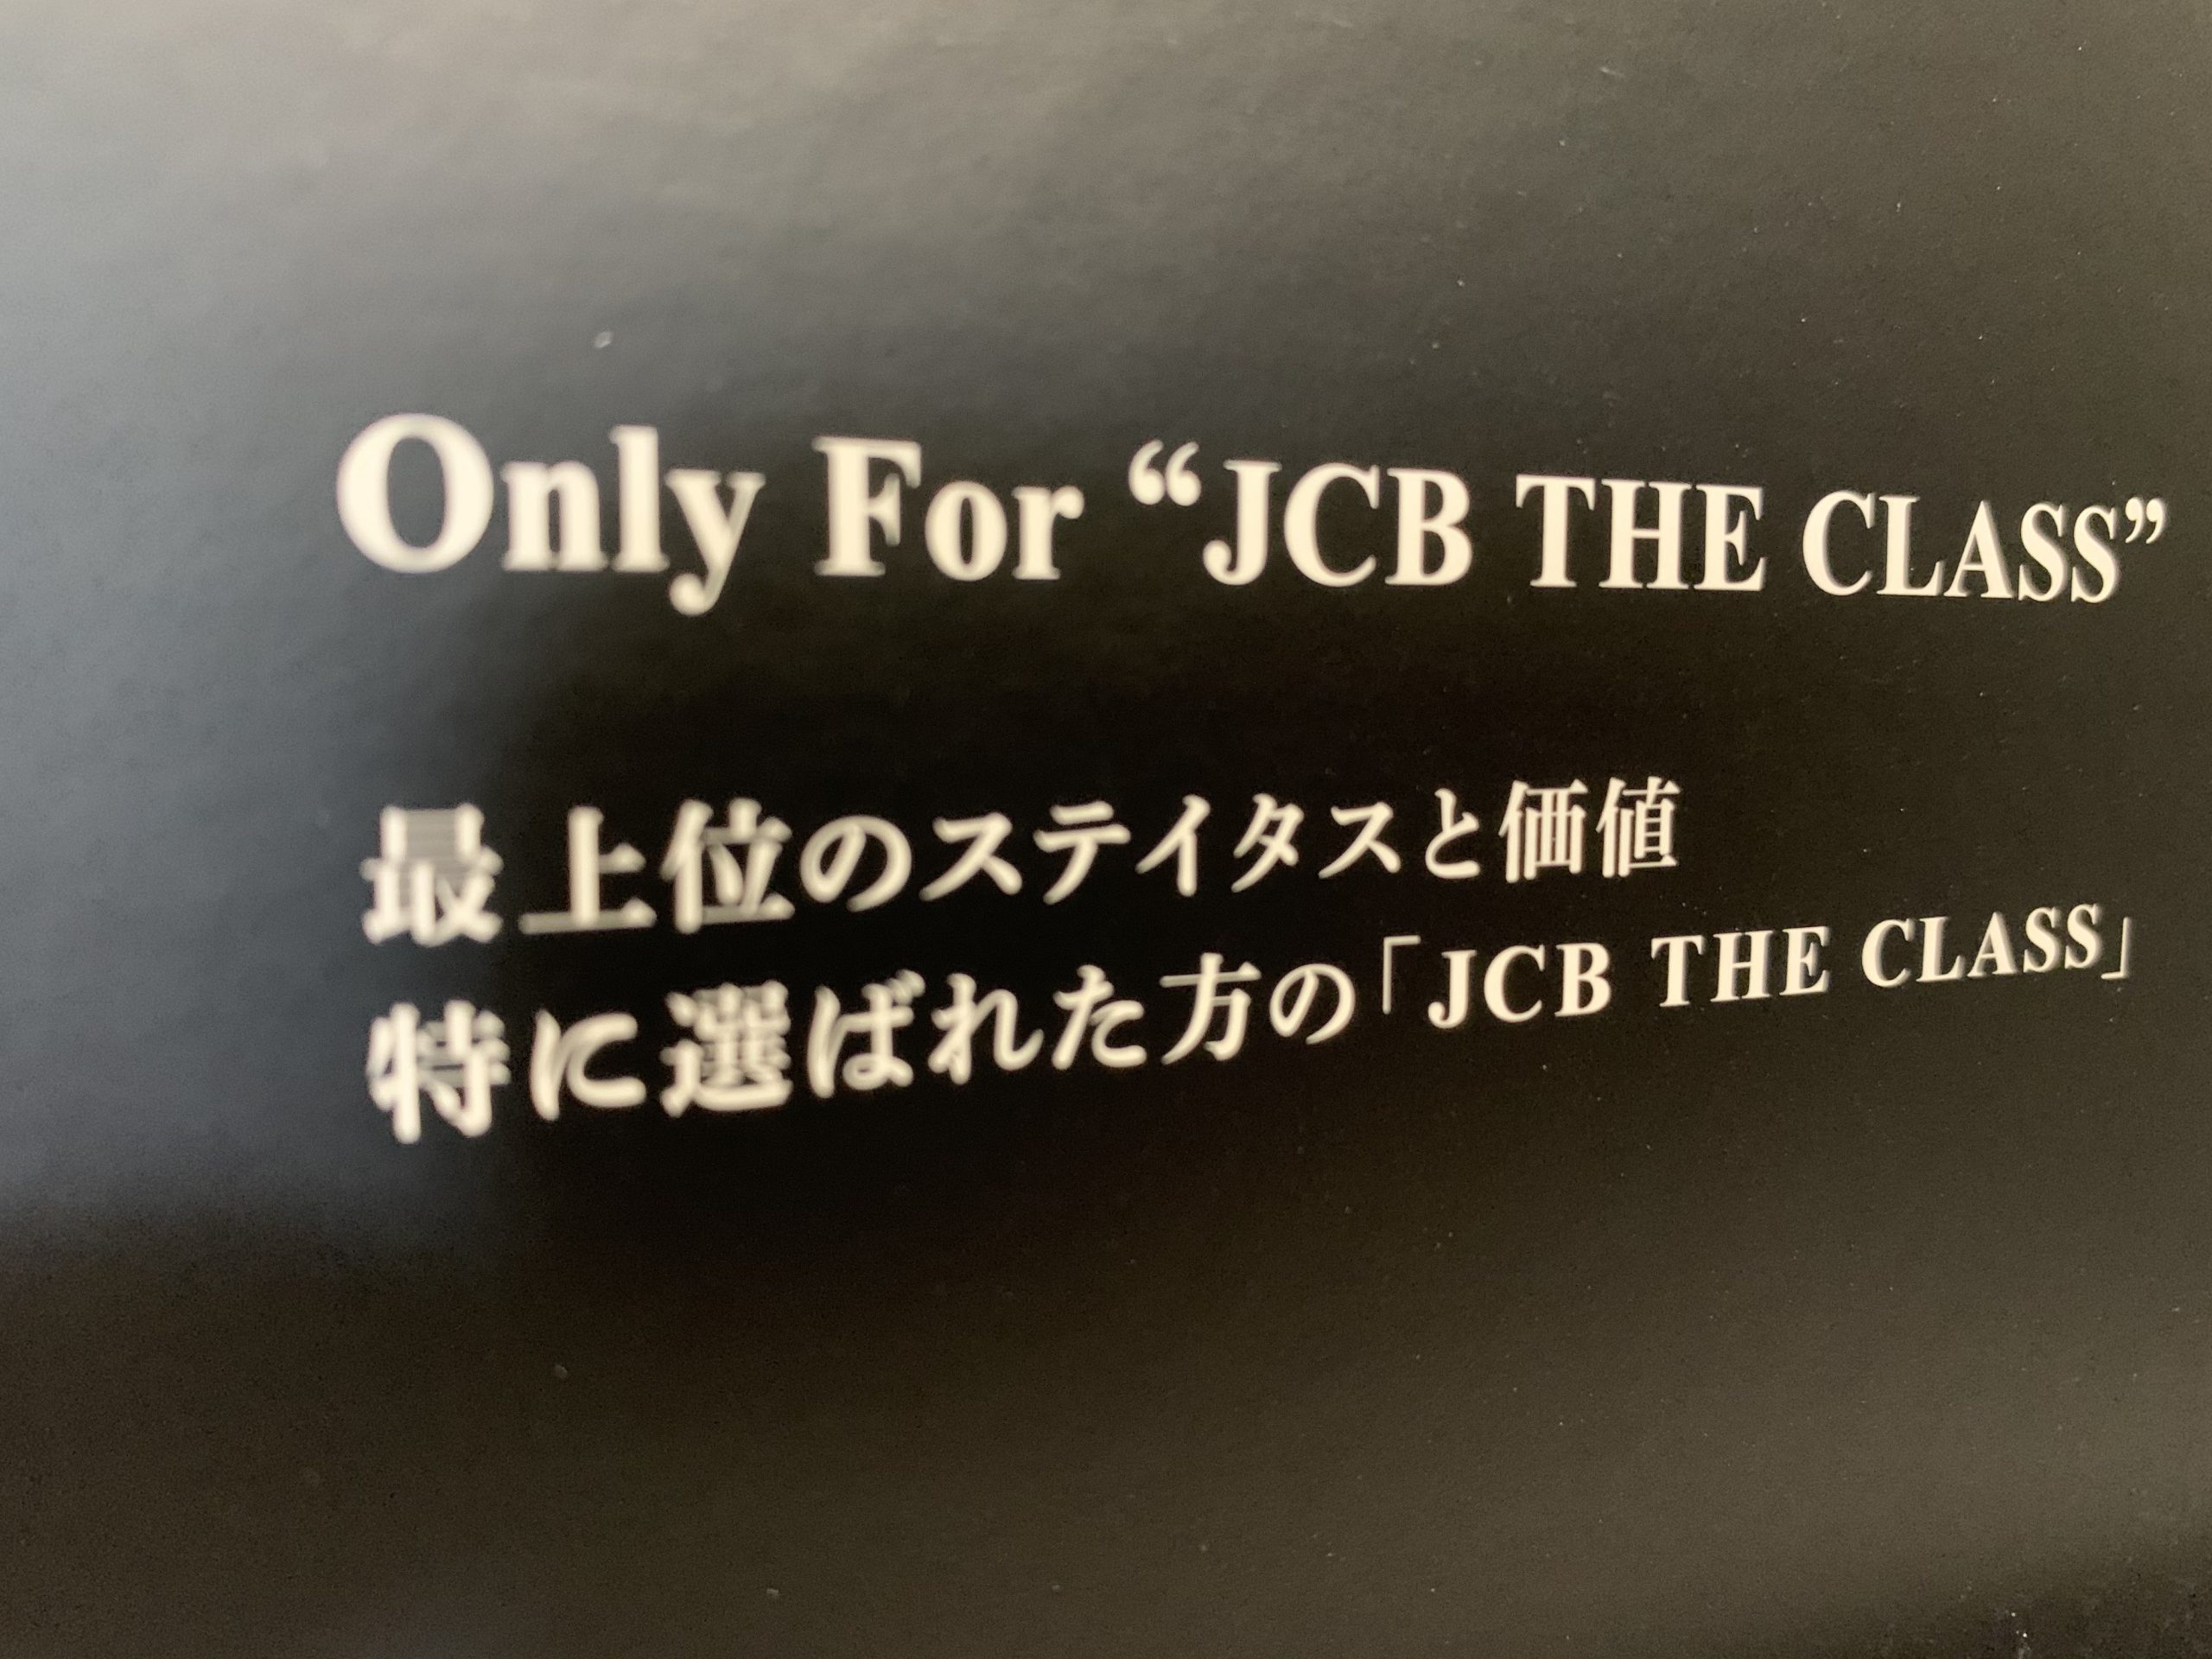 Only For “JCB THE CLASS”
最上位のステイタスと価値
特に選ばれた方の「JCB THE CLASS」